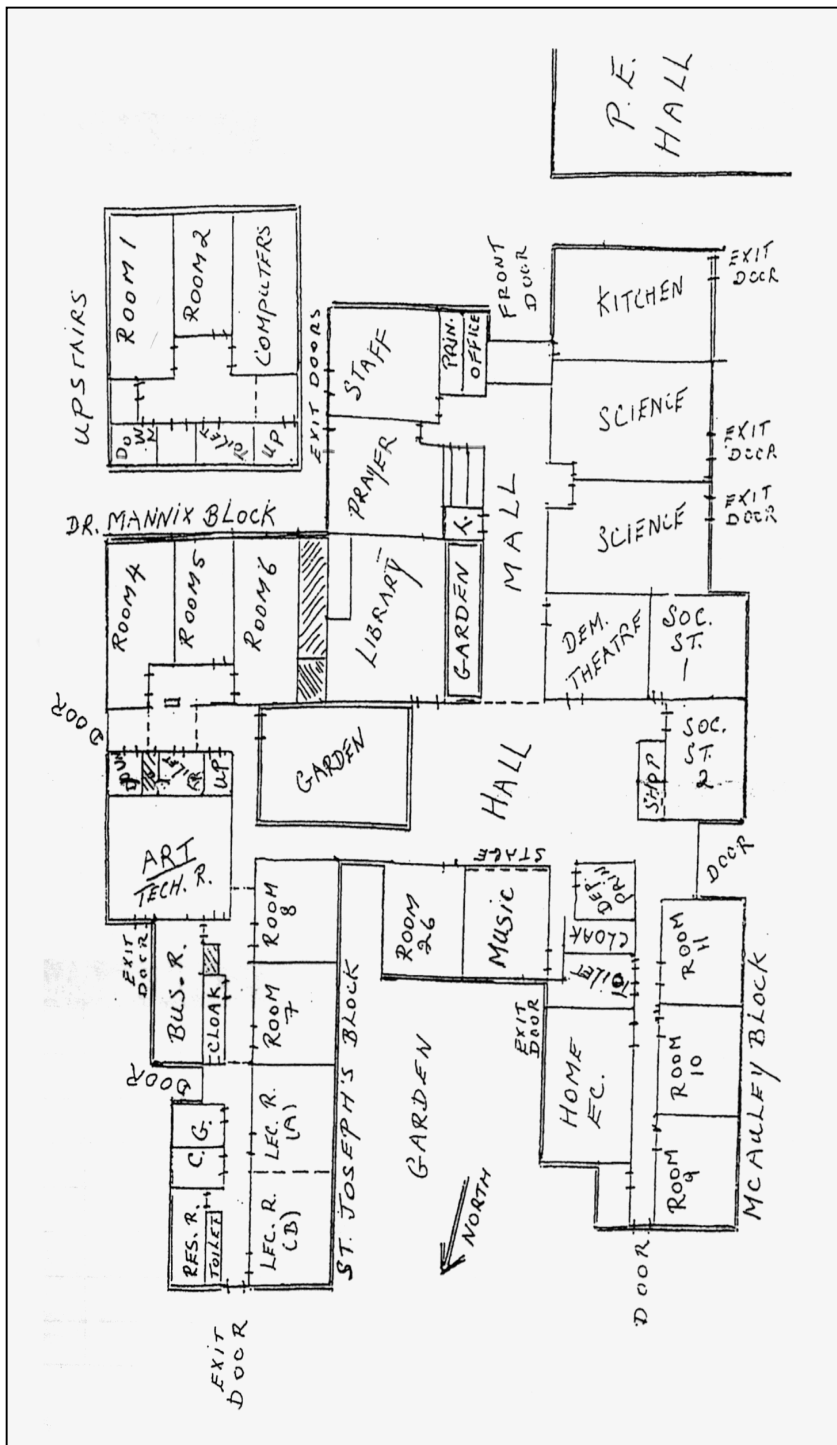 P.E.
HALL
UPSTAIRS
ROOM 1
ROOM 2
COMPUTERS
DOWN
TOILET
UP
EXIT DOORS
STAFF
PRIN.
OFFICE
FRONT
DOOR
KITCHEN
EXIT
DOOR
SCIENCE
EXIT
DOOR
SCIENCE
EXIT
DOOR
PRAYER
MALL
DR. MANNIX BLOCK
ROOM 4
ROOM 5
ROOM 6
LIBRARY
GARDEN
DEM.
THEATRE
SOC.
ST.
1
DOOR
UP
GARDEN
HALL
SOC.
ST.
2
SHOP
DOOR
ART
TECH. R.
STAGE
ROOM
8
ROOM
26
MUSIC
DEP.
PRIN
CLOAK
TOILET
ROOM
11
EXIT
DOOR
BUS. R.
CLOAK
ROOM
7
EXIT
DOOR
HOME
EC.
ROOM
10
ROOM
9
MCAULEY BLOCK
DOOR
C. G.
LEC. R.
(A)
RES. R.
TOILET
LEC. R.
(B)
ST. JOSEPH'S BLOCK
GARDEN
NORTH
DOOR
EXIT
DOOR